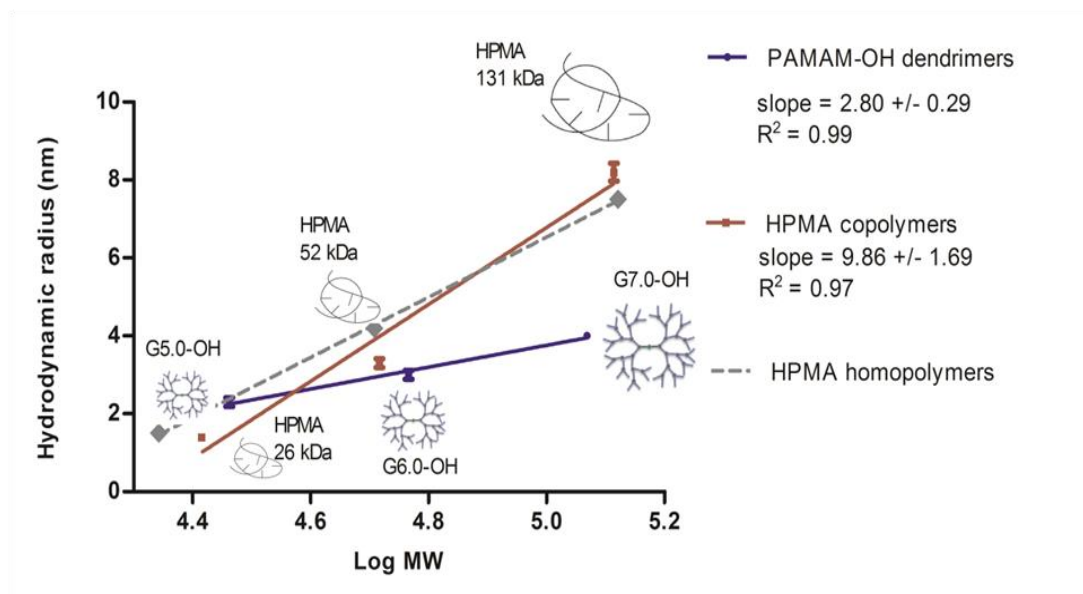 HPMA
131 kDa
PAMAM-OH dendrimers
slope = 2.80 +/- 0.29
R² = 0.99
10
8
6
4
2
0
Hydrodynamic radius (nm)
HPMA
52 kDa
HPMA copolymers
slope = 9.86 +/- 1.69
R² = 0.97
G7.0-OH
G5.0-OH
HPMA homopolymers
HPMA
26 kDa
G6.0-OH
4.4 4.6 4.8 5.0 5.2
Log MW